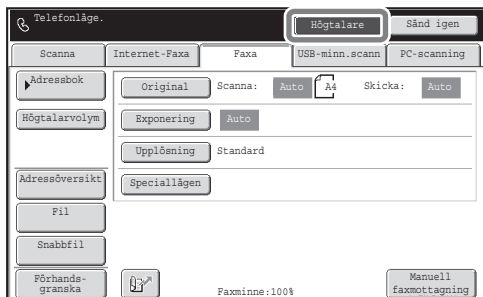 Telefonläge.
Högtalare
Sänd igen
Scanna
Internet-Faxa
Faxa
USB-minn.scann
PC-scanning
Adressbok
Original
Scanna:
Auto
A4
Skicka:
Auto
Högtalarvolym
Exponering
Auto
Upplösning
Standard
Adressöversikt
Speciallägen
Fil
Snabbfil
Förhands-
granska
Faxminne:100%
Manuell
faxmottagning